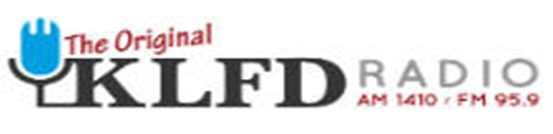 The Original
KLFD RADIO
AM 1410 / FM 95.9